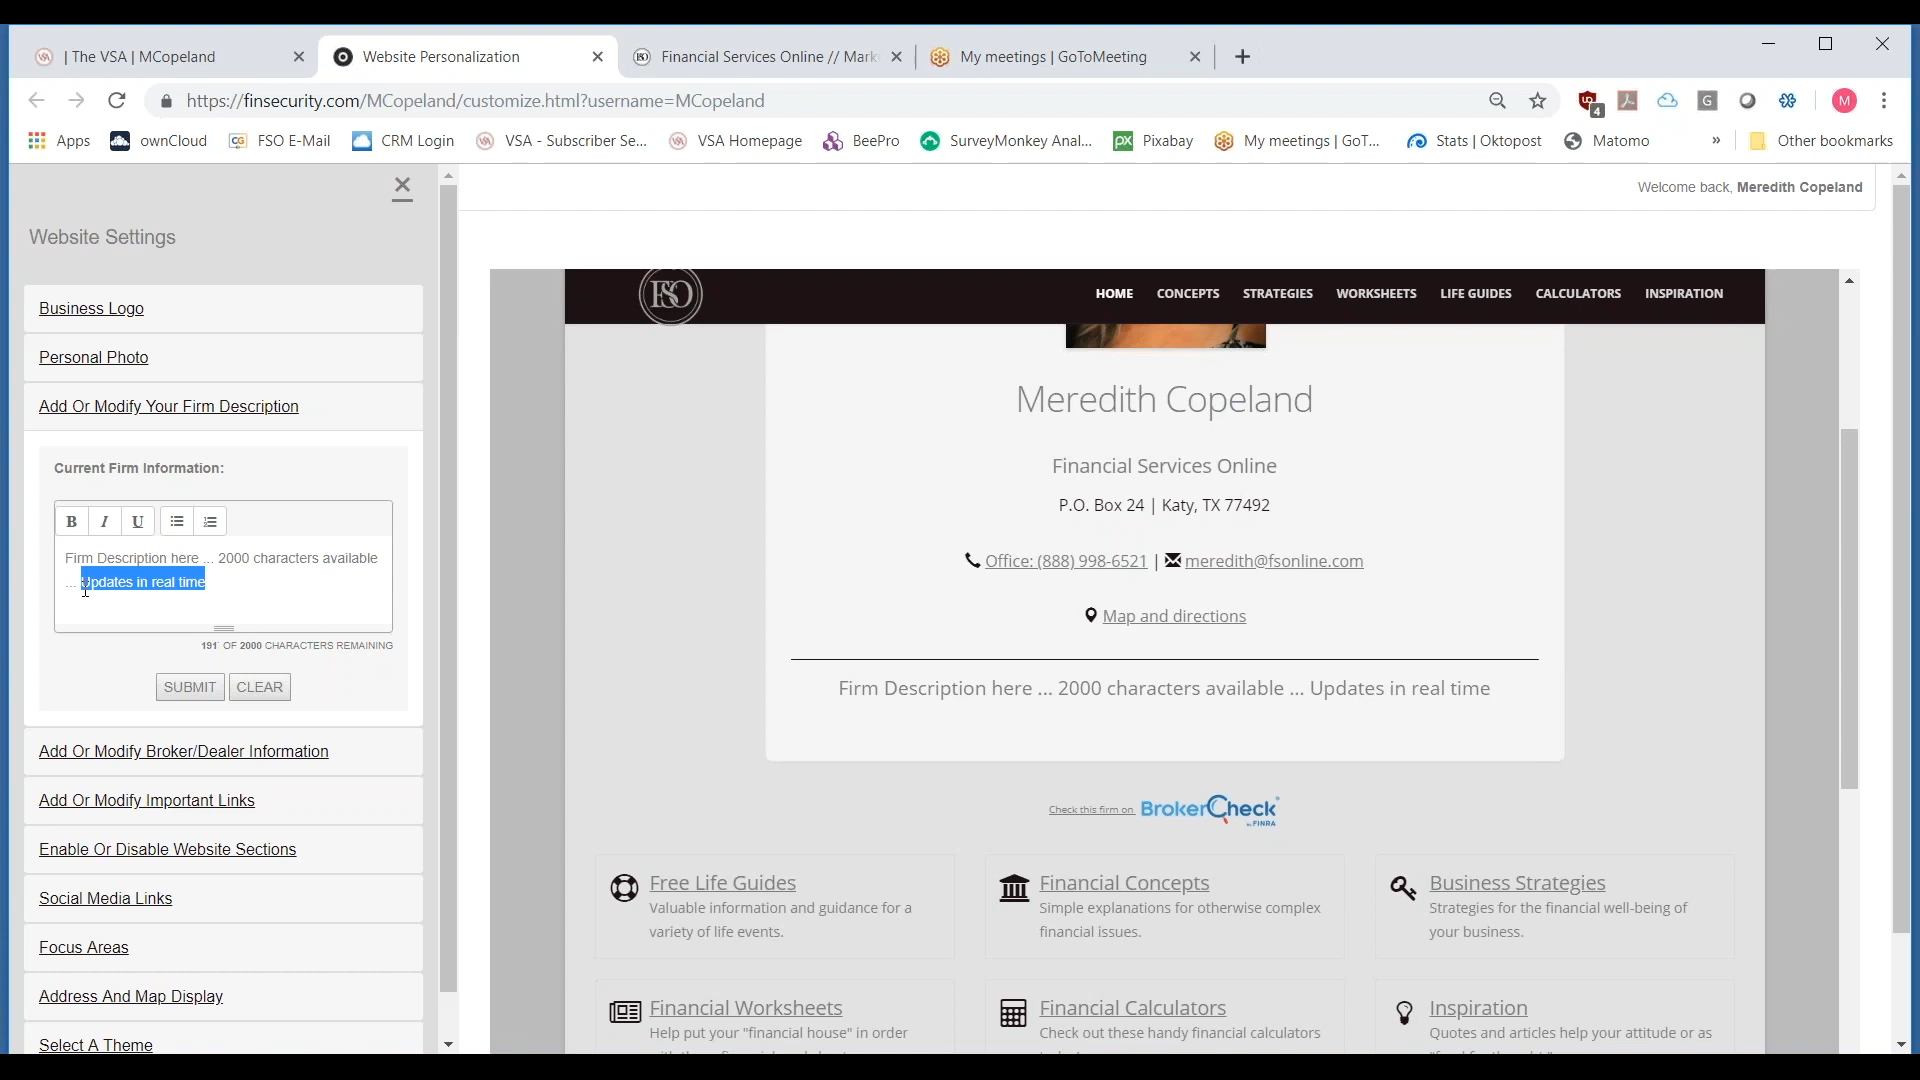 | The VSA | MCopeland
Website Personalization
Financial Services Online // Mark
My meetings | GoToMeeting
https://finsecurity.com/MCopeland/customize.html?username=MCopeland
4
G
M
Apps
ownCloud
CG
FSO E-Mail
CRM Login
VSA - Subscriber Se...
VSA Homepage
BeePro
SurveyMonkey Anal...
px
Pixabay
My meetings | GoT...
Stats | Oktopost
Matomo
»
Other bookmarks
Welcome back, Meredith Copeland
Website Settings
Business Logo
Personal Photo
Add Or Modify Your Firm Description
Current Firm Information:
B I U
Firm Description here ... 2000 characters available
... Updates in real time
191 OF 2000 CHARACTERS REMAINING
SUBMIT CLEAR
Add Or Modify Broker/Dealer Information
Add Or Modify Important Links
Enable Or Disable Website Sections
Social Media Links
Focus Areas
Address And Map Display
Select A Theme
FSO
HOME CONCEPTS STRATEGIES WORKSHEETS LIFE GUIDES CALCULATORS INSPIRATION
Meredith Copeland
Financial Services Online
P.O. Box 24 | Katy, TX 77492
Office: (888) 998-6521 | meredith@fsonline.com
Map and directions
Firm Description here ... 2000 characters available ... Updates in real time
Check this firm on BrokerCheck
by FINRA
Free Life Guides
Valuable information and guidance for a
variety of life events.
Financial Concepts
Simple explanations for otherwise complex
financial issues.
Business Strategies
Strategies for the financial well-being of
your business.
Financial Worksheets
Help put your "financial house" in order
Financial Calculators
Check out these handy financial calculators
Inspiration
Quotes and articles help your attitude or as